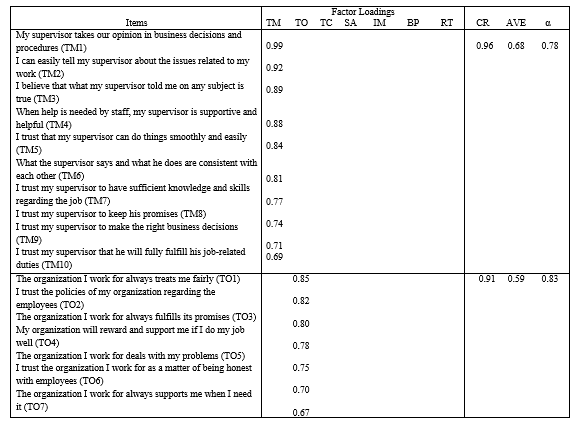 Factor Loadings
Items TM TO TC SA IM BP RT CR AVE α
My supervisor takes our opinion in business decisions and
procedures (TM1) 0.99 0.96 0.68 0.78
I can easily tell my supervisor about the issues related to my
work (TM2) 0.92
I believe that what my supervisor told me on any subject is
true (TM3) 0.89
When help is needed by staff, my supervisor is supportive and
helpful (TM4) 0.88
I trust that my supervisor can do things smoothly and easily
(TM5) 0.84
What the supervisor says and what he does are consistent with
each other (TM6) 0.81
I trust my supervisor to have sufficient knowledge and skills
regarding the job (TM7) 0.77
I trust my supervisor to keep his promises (TM8) 0.74
I trust my supervisor to make the right business decisions
(TM9) 0.71
I trust my supervisor that he will fully fulfill his job-related 0.69
duties (TM10)
The organization I work for always treats me fairly (TO1) 0.85 0.91 0.59 0.83
I trust the policies of my organization regarding the
employees (TO2) 0.82
The organization I work for always fulfills its promises (TO3) 0.80
My organization will reward and support me if I do my job
well (TO4) 0.78
The organization I work for deals with my problems (TO5) 0.75
I trust the organization I work for as a matter of being honest
with employees (TO6) 0.70
The organization I work for always supports me when I need
it (TO7) 0.67